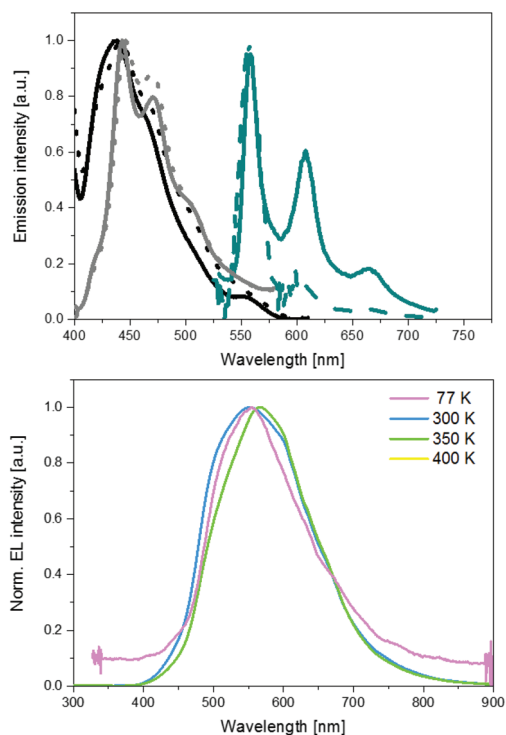 Emission intensity [a.u.]
1.0
0.8
0.6
0.4
0.2
0.0
400 450 500 550 600 650 700 750
Wavelength [nm]
Norm. EL intensity [a.u.]
1.0
0.8
0.6
0.4
0.2
0.0
77 K
300 K
350 K
400 K
300 400 500 600 700 800 900
Wavelength [nm]